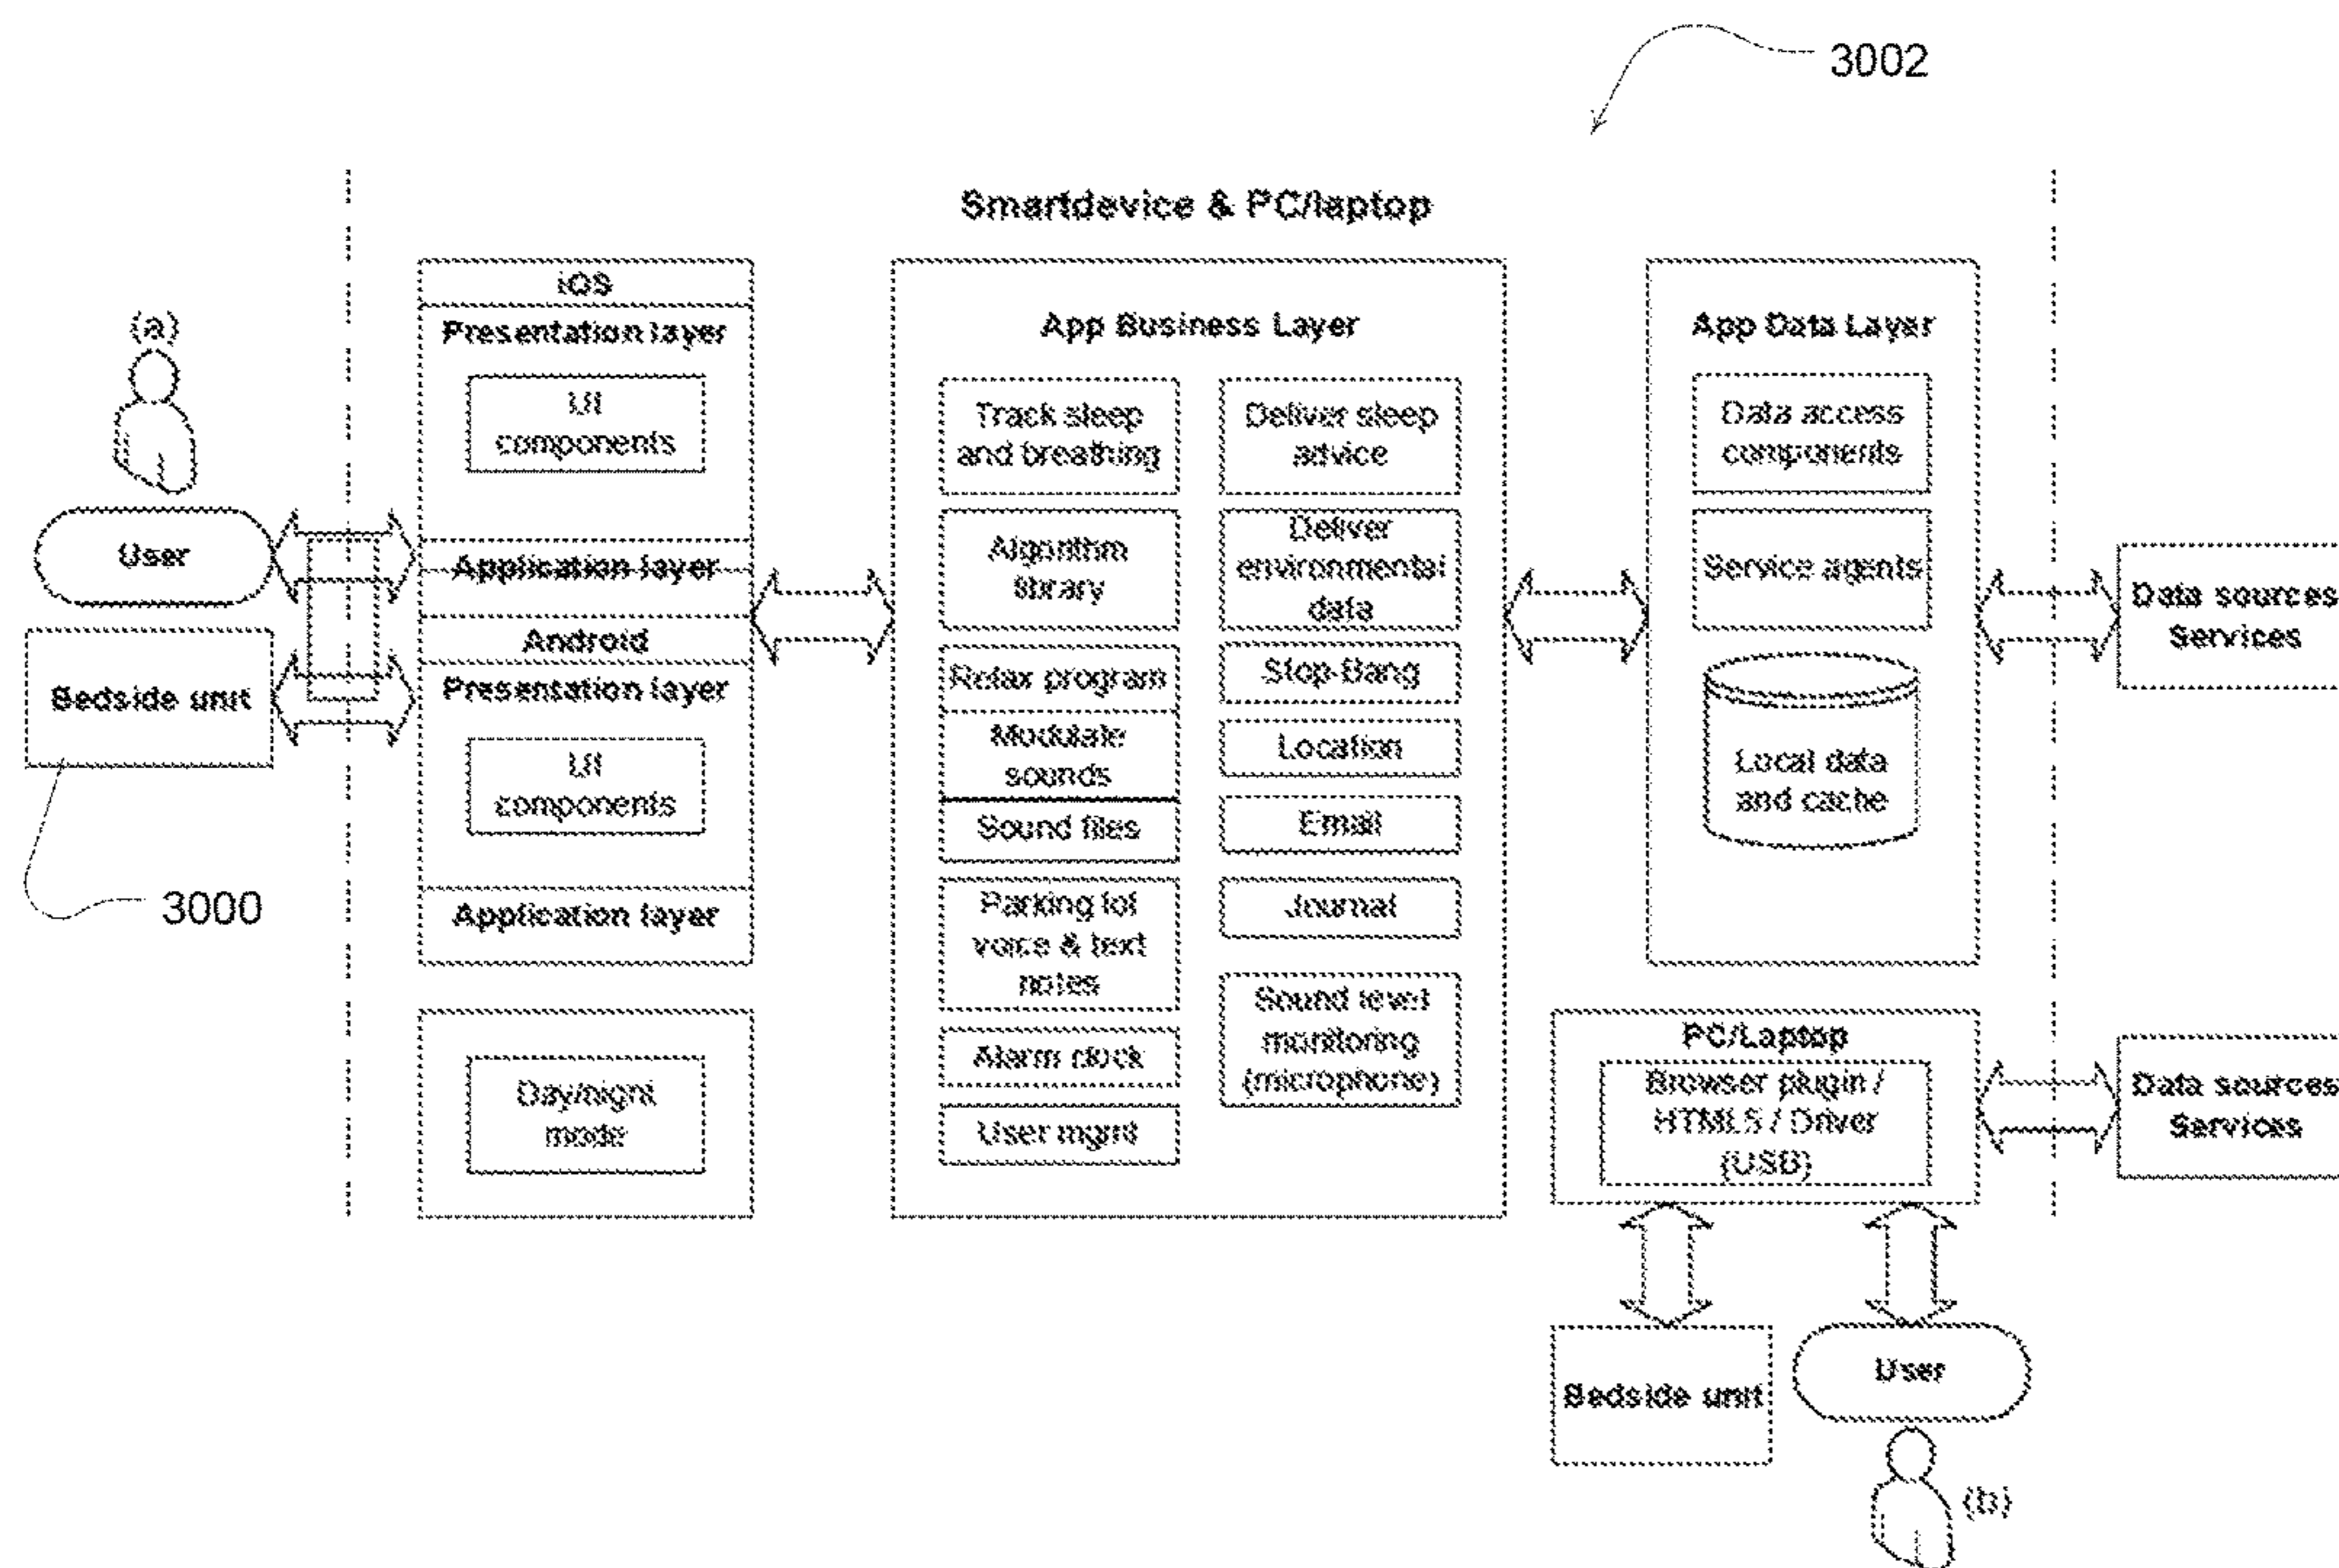 3002
Smartdevice & PC/laptop
(a)
User
Bedside unit
3000
iOS
Presentation layer
UI
components
Application layer
Android
Presentation layer
UI
components
Application layer
Day/night
mode
App Business Layer
Track sleep
and breathing
Algorithm
library
Relax program
Modulate
sounds
Sound files
Parking lot
voice & text
notes
Alarm clock
User mgmt
Deliver sleep
advice
Deliver
environmental
data
Stop-Bang
Location
Email
Journal
Sound level
monitoring
(microphone)
App Data Layer
Data access
components
Service agents
Local data
and cache
Data sources
Services
PC/Laptop
Browser plugin /
HTML5 / Driver
(USB)
Data sources
Services
Bedside unit
User
(b)